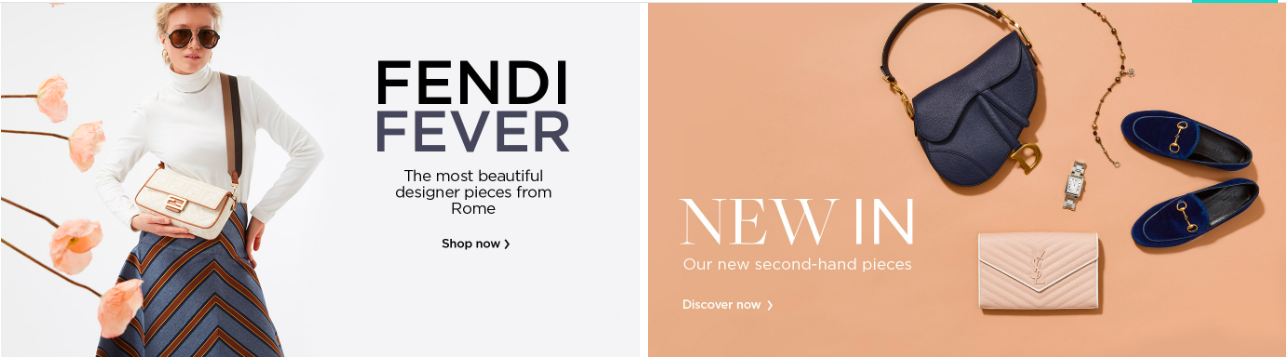 FENDI
FEVER
The most beautiful
designer pieces from
Rome
Shop now ❯
NEW IN
Our new second-hand pieces
Discover now ❯
YSL